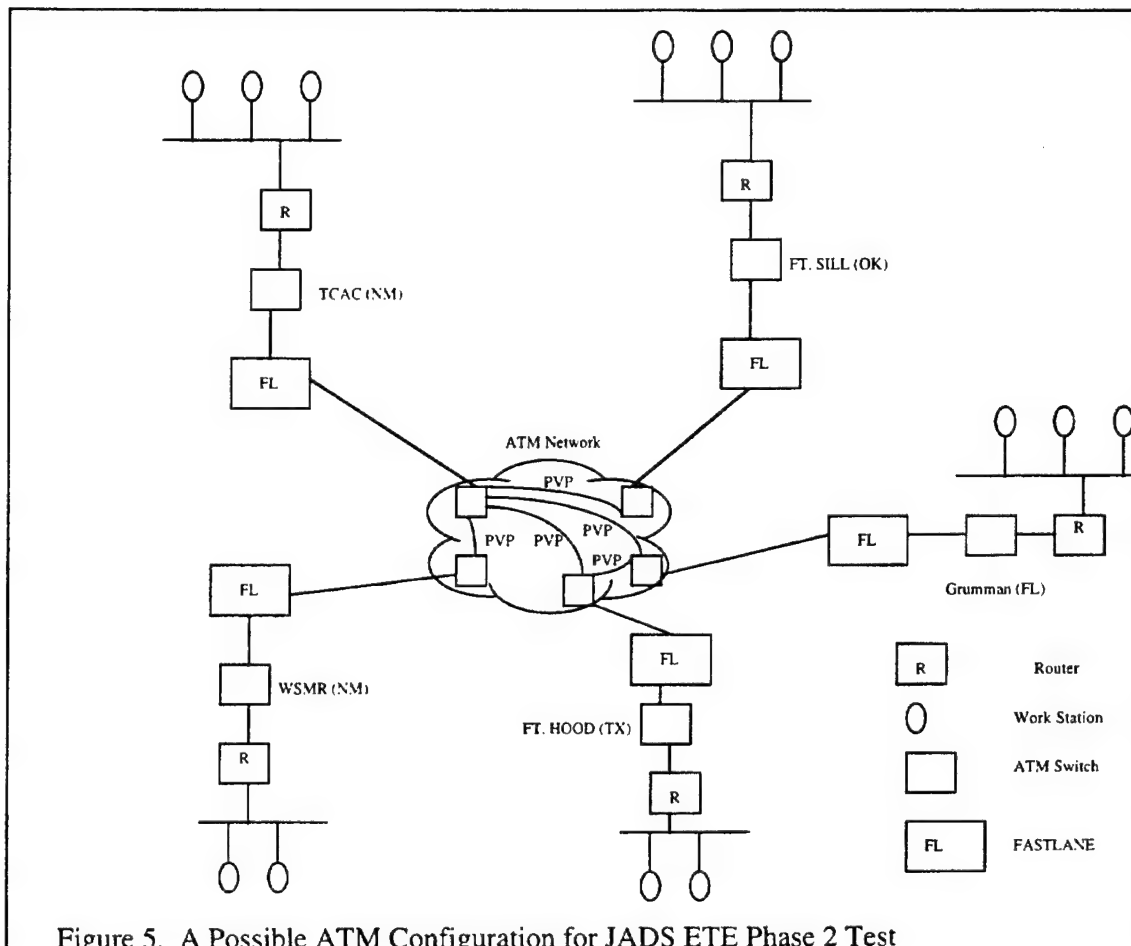 R
R
FT. SILL (OK)
TCAC (NM)
FL
FL
ATM Network
PVP
PVP
PVP
PVP
PVP
FL
R
Grumman (FL)
FL
WSMR (NM)
R
FL
FT. HOOD (TX)
R
R Router
Work Station
ATM Switch
FL FASTLANE
Figure 5. A Possible ATM Configuration for JADS ETE Phase 2 Test